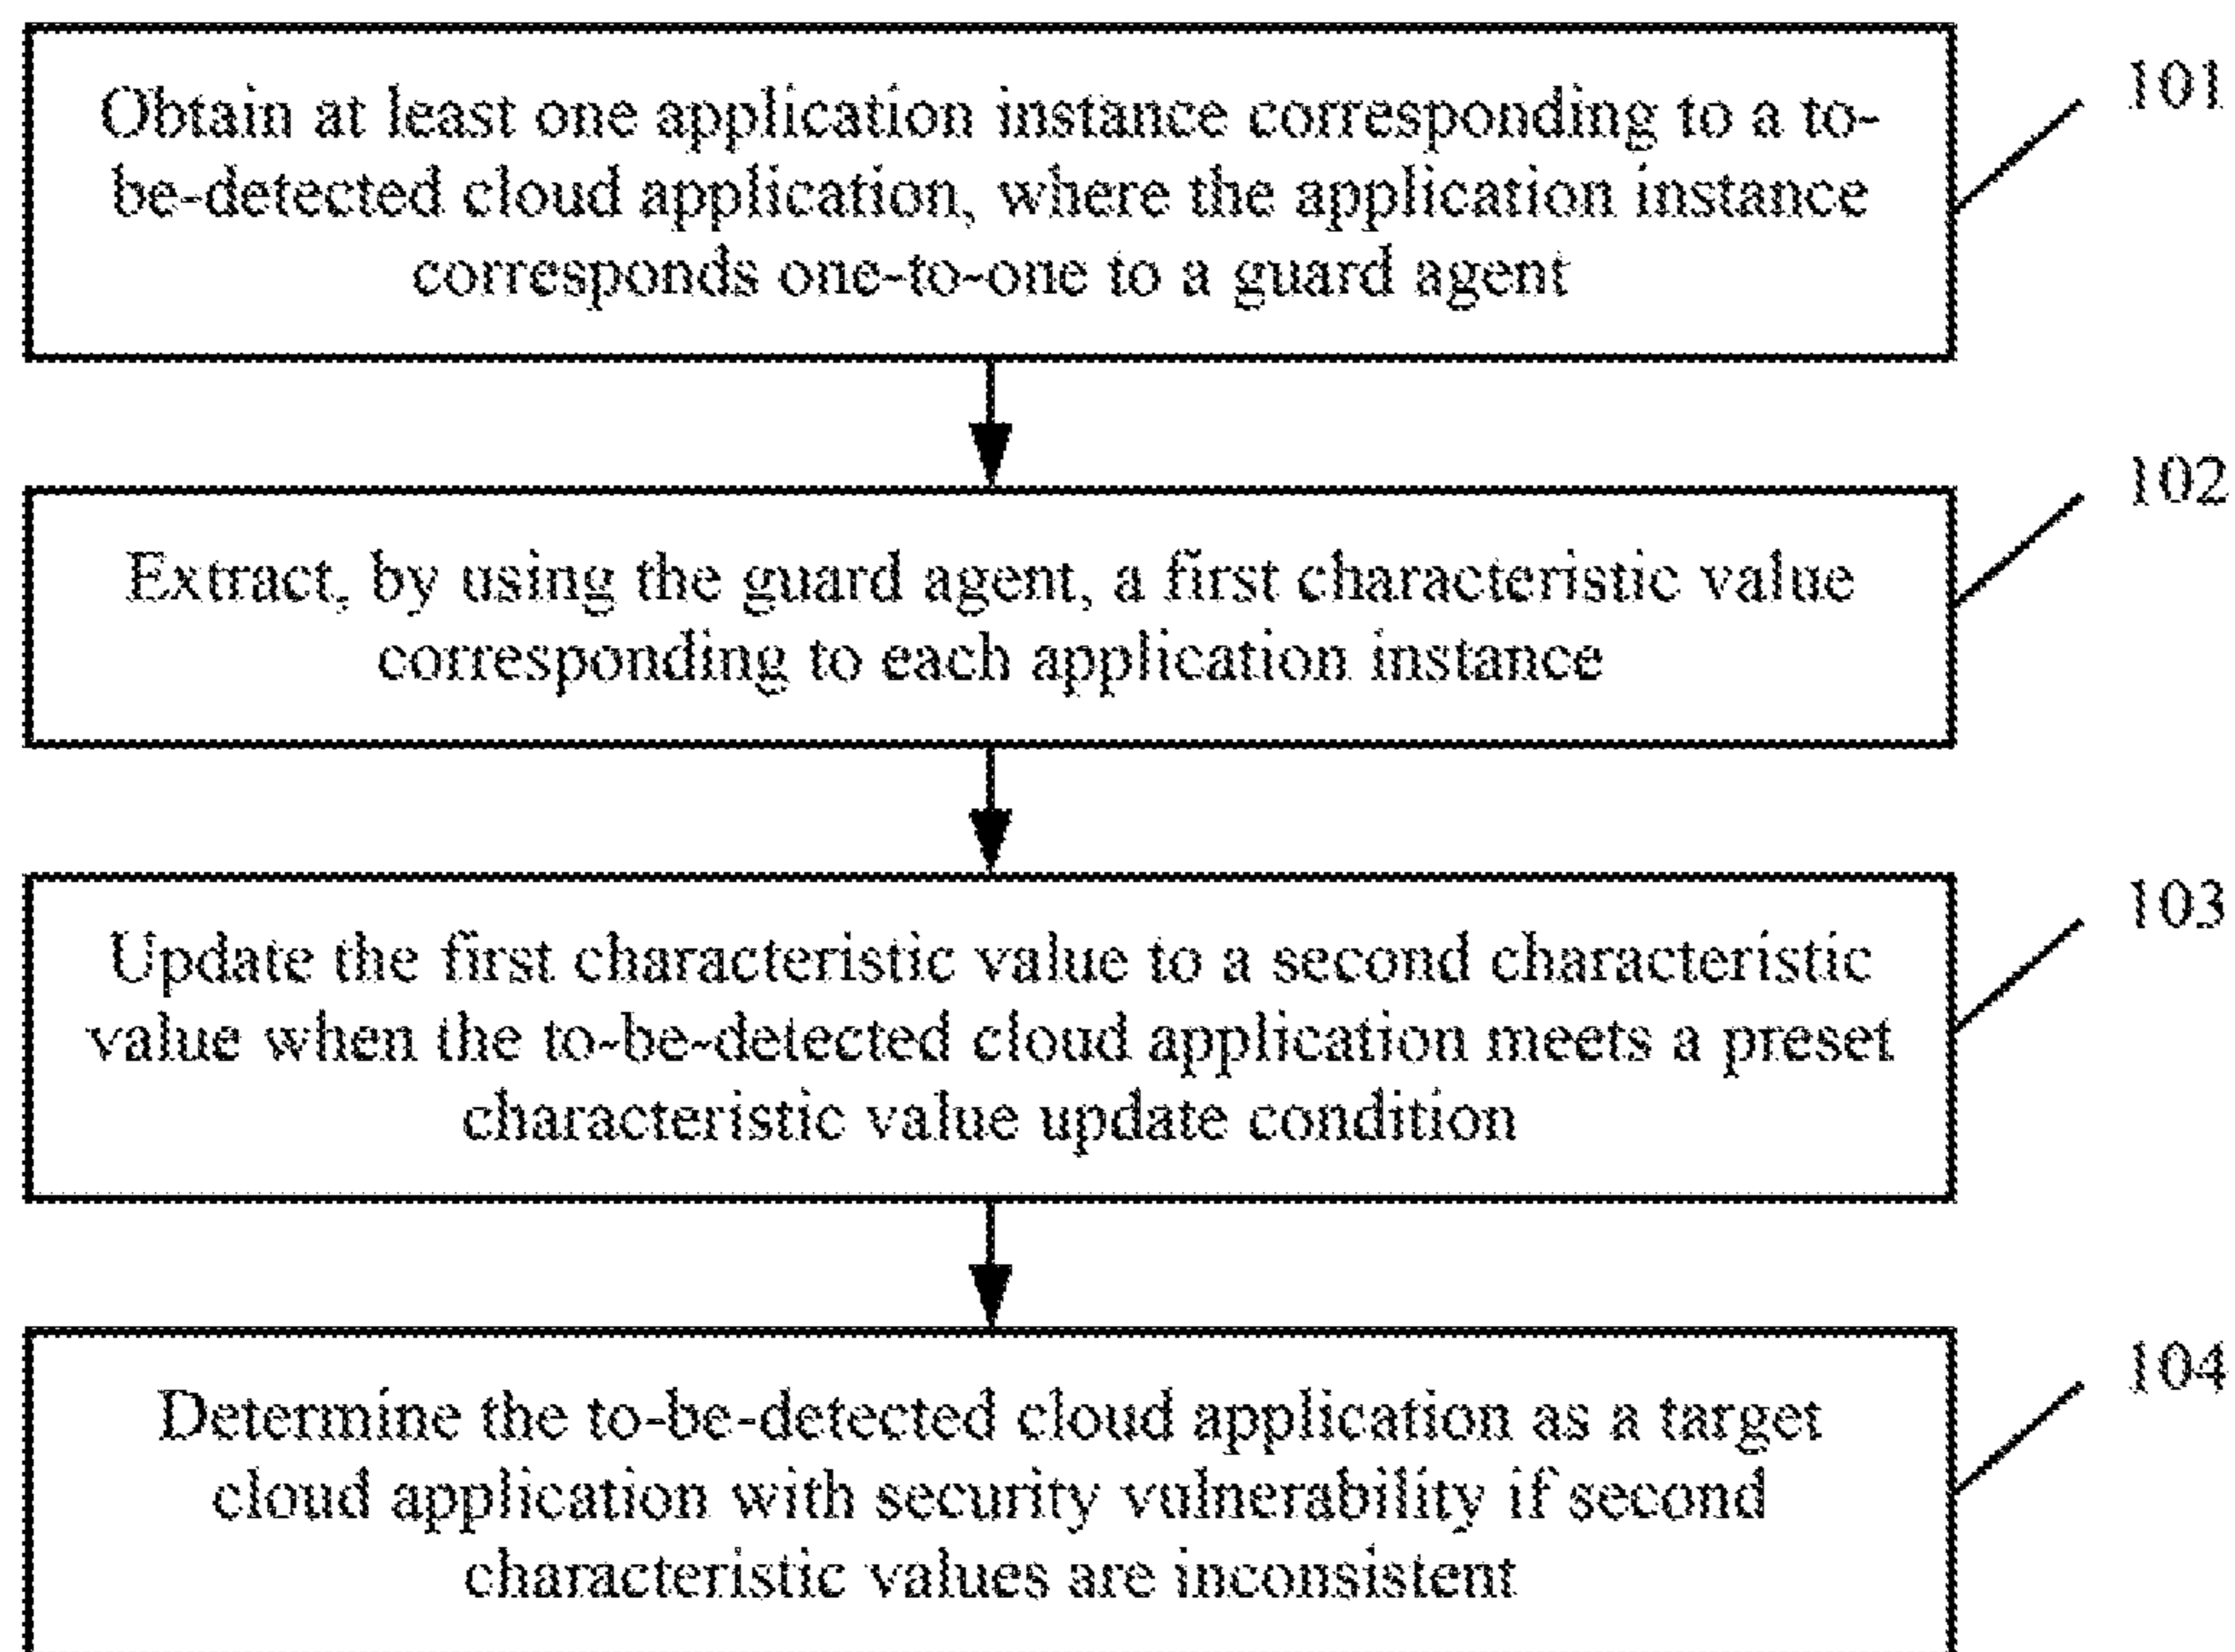 Obtain at least one application instance corresponding to a to-
be-detected cloud application, where the application instance
corresponds one-to-one to a guard agent
101
Extract, by using the guard agent, a first characteristic value
corresponding to each application instance
102
Update the first characteristic value to a second characteristic
value when the to-be-detected cloud application meets a preset
characteristic value update condition
103
Determine the to-be-detected cloud application as a target
cloud application with security vulnerability if second
characteristic values are inconsistent
104